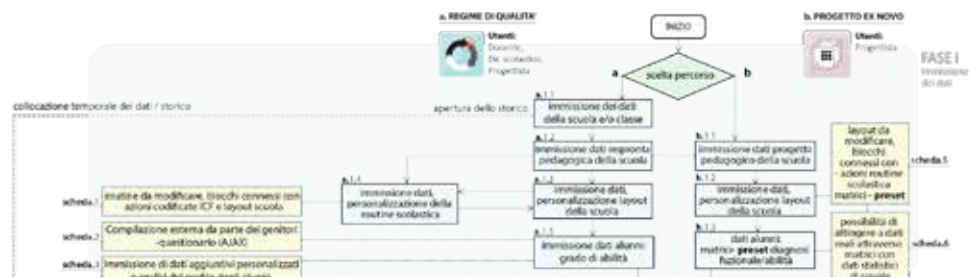 a. REGIME DI QUALITA'
Utenti:
Docente,
Dir. scolastico,
Progettista
INIZIO
b. PROGETTO EX NOVO
Utenti:
Progettista
FASE I
immissione
dei dati
a
scelta percorso
b
collocazione temporale dei dati / storico
apertura dello storico
a.1.1
immissione dei dati
della scuola e/o classe
a.1.2
immissione dati impronta
pedagogica della scuola
b.1.1
immissione dati progetto
pedagogico della scuola
layout da
modificare,
blocchi
connessi con
azioni routine
scolastica
matrici - preset
scheda.5
a.1.4
immissione dati,
personalizzazione della
routine scolastica
a.1.3
immissione dati,
personalizzazione layout
della scuola
b.1.2
immissione dati,
personalizzazione layout
della scuola
scheda.1
routine da modificare, blocchi connessi con
azioni codificate ICF e layout scuola
scheda.2
Compilazione esterna da parte dei genitori
-questionario (AJAX)
a.1.5
immissione dati alunni:
grado di abilità
b.1.3
dati alunni:
matrici- preset diagnosi
funzionale/abilità
possibilità di
attingere a dati
reali attraverso
matrici con
dati statistici
scheda.6
scheda.3
immissione di dati aggiuntivi personalizzati